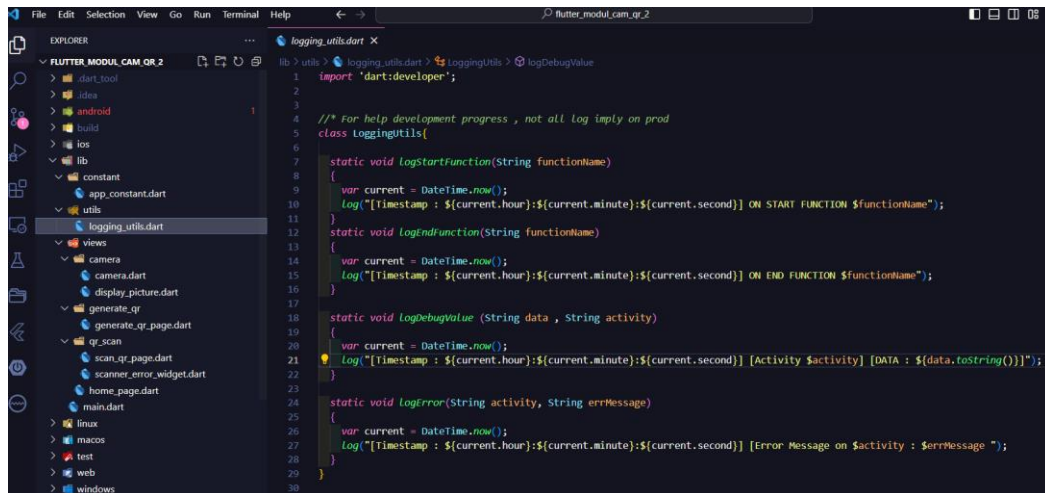 File Edit Selection View Go Run Terminal Help
flutter_modul_cam_qr_2
EXPLORER
FLUTTER_MODUL_CAM_QR_2
.dart_tool
.idea
android 1
build
ios
lib
constant
app_constant.dart
utils
logging_utils.dart
views
camera
camera.dart
display_picture.dart
generate_qr
generate_qr_page.dart
qr_scan
scan_qr_page.dart
scanner_error_widget.dart
home_page.dart
main.dart
linux
macos
test
web
windows
logging_utils.dart
lib > utils > logging_utils.dart > LoggingUtils > logDebugValue
1 import 'dart:developer';
2
3
4 //* For help development progress , not all log imply on prod
5 class LoggingUtils{
6
7 static void logStartFunction(String functionName)
8 {
9 var current = DateTime.now();
10 log("[Timestamp : ${current.hour}:${current.minute}:${current.second}] ON START FUNCTION $functionName");
11 }
12 static void logEndFunction(String functionName)
13 {
14 var current = DateTime.now();
15 log("[Timestamp : ${current.hour}:${current.minute}:${current.second}] ON END FUNCTION $functionName");
16 }
17
18 static void logDebugValue (String data , String activity)
19 {
20 var current = DateTime.now();
21 log("[Timestamp : ${current.hour}:${current.minute}:${current.second}] [Activity $activity] [DATA : ${data.toString()}]");
22 }
23
24 static void logError(String activity, String errMessage)
25 {
26 var current = DateTime.now();
27 log("[Timestamp : ${current.hour}:${current.minute}:${current.second}] [Error Message on $activity : $errMessage ");
28 }
29 }
30